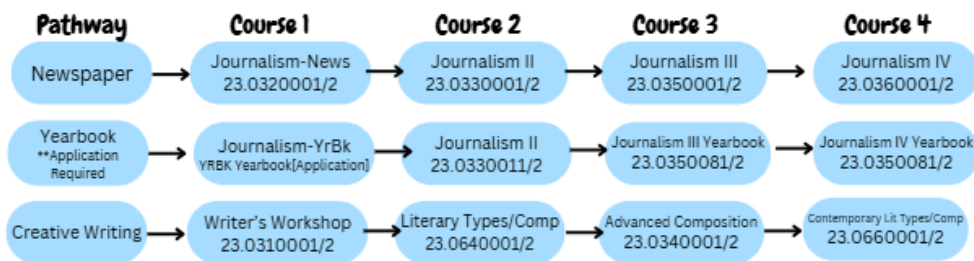 Pathway
Course 1
Course 2
Course 3
Course 4
Newspaper
Journalism-News
23.0320001/2
Journalism II
23.0330001/2
Journalism III
23.0350001/2
Journalism IV
23.0360001/2
Yearbook
**Application
Required
Journalism-YrBk
YRBK Yearbook[Application]
Journalism II
23.0330011/2
Journalism III Yearbook
23.0350081/2
Journalism IV Yearbook
23.0350081/2
Creative Writing
Writer's Workshop
23.0310001/2
Literary Types/Comp
23.0640001/2
Advanced Composition
23.0340001/2
Contemporary Lit Types/Comp
23.0660001/2